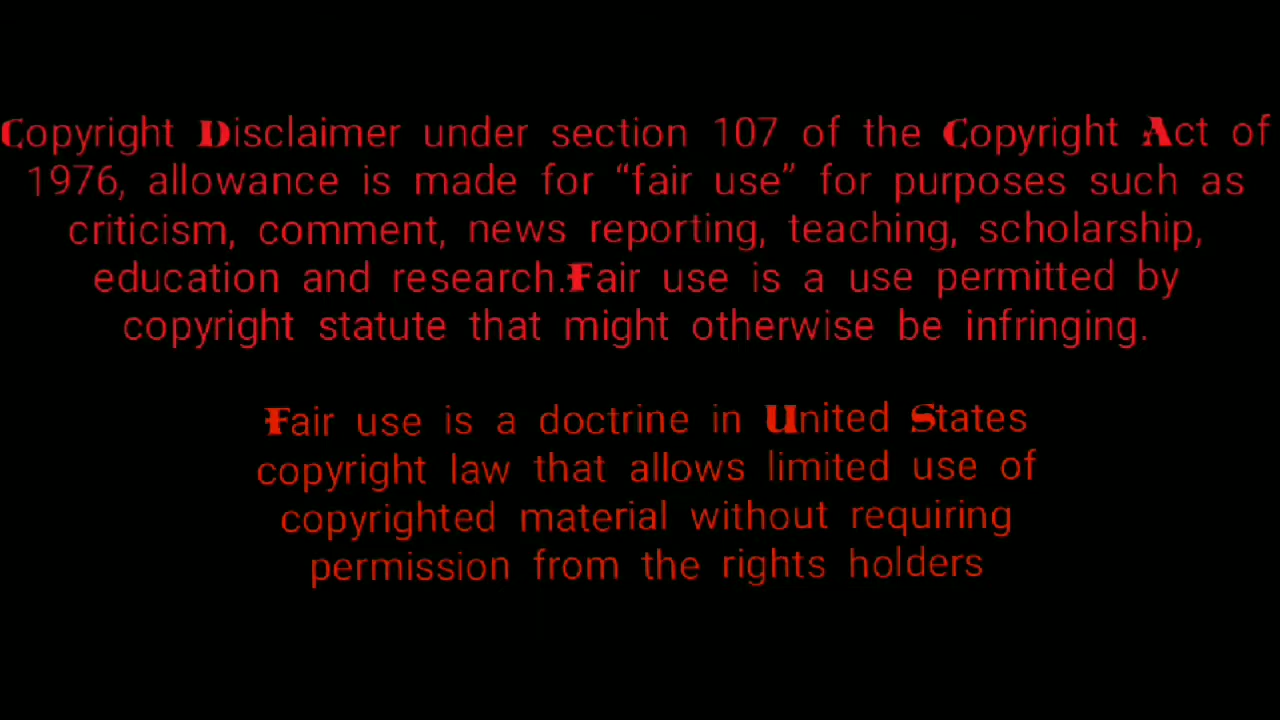 Copyright Disclaimer under section 107 of the Copyright Act of
1976, allowance is made for “fair use” for purposes such as
criticism, comment, news reporting, teaching, scholarship,
education and research.Fair use is a use permitted by
copyright statute that might otherwise be infringing.
Fair use is a doctrine in United States
copyright law that allows limited use of
copyrighted material without requiring
permission from the rights holders